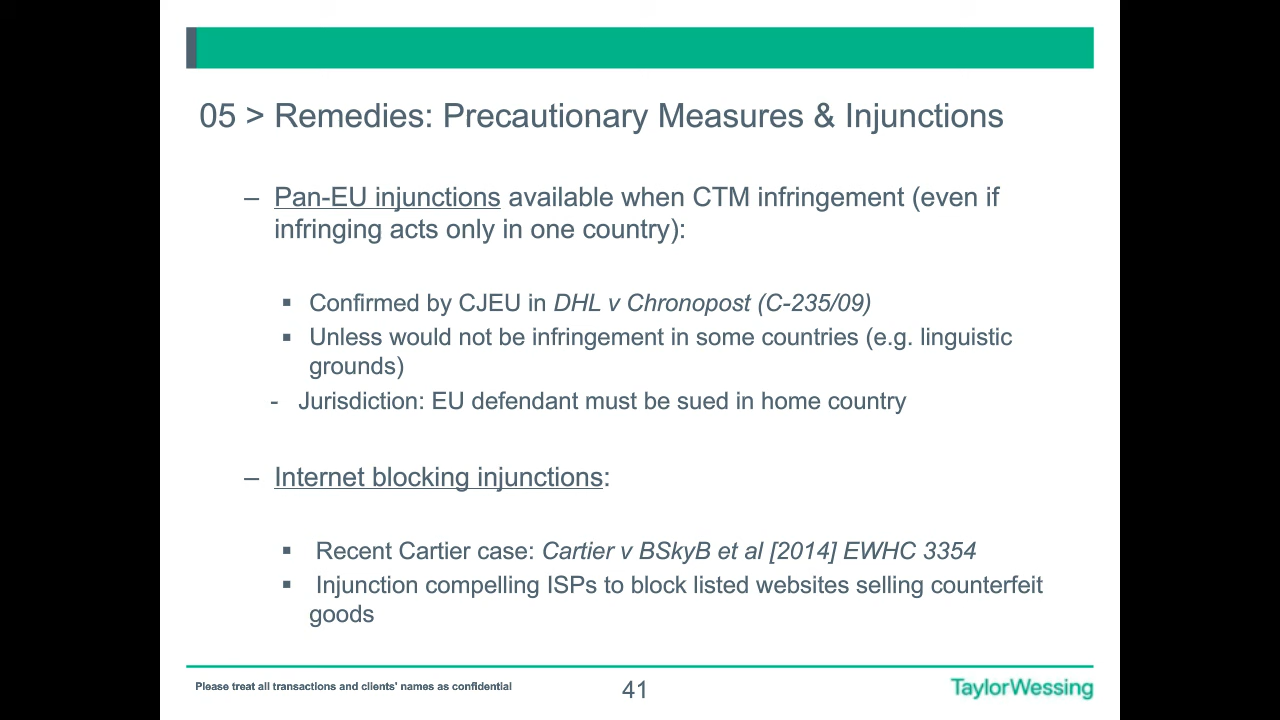 05 > Remedies: Precautionary Measures & Injunctions
– Pan-EU injunctions available when CTM infringement (even if
infringing acts only in one country):
▪ Confirmed by CJEU in DHL v Chronopost (C-235/09)
▪ Unless would not be infringement in some countries (e.g. linguistic
grounds)
- Jurisdiction: EU defendant must be sued in home country
– Internet blocking injunctions:
▪ Recent Cartier case: Cartier v BSkyB et al [2014] EWHC 3354
▪ Injunction compelling ISPs to block listed websites selling counterfeit
goods
Please treat all transactions and clients' names as confidential
41
TaylorWessing